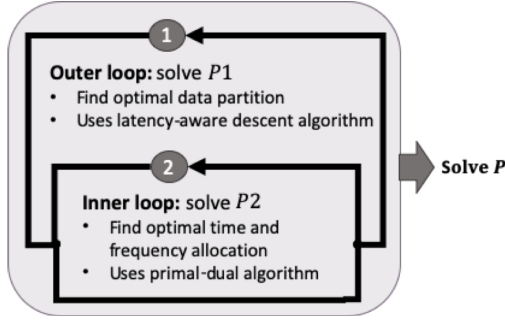 1
Outer loop: solve P1
• Find optimal data partition
• Uses latency-aware descent algorithm
2
Inner loop: solve P2
• Find optimal time and
frequency allocation
• Uses primal-dual algorithm
Solve P